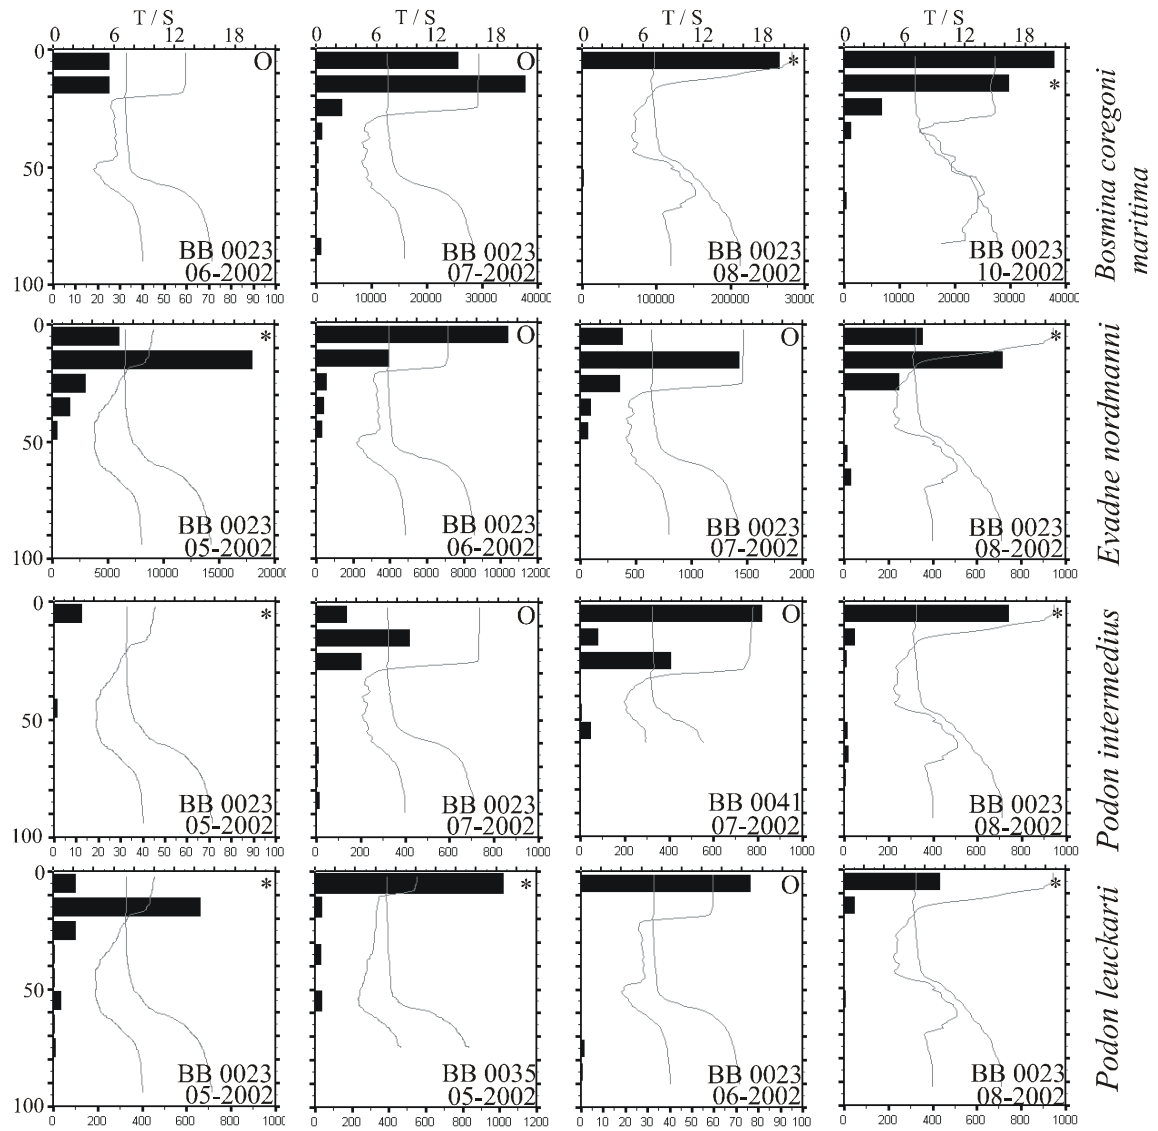 T / S T / S T / S T / S
0 6 12 18 0 6 12 18 0 6 12 18 0 6 12 18
0
O O * *
50
BB 0023 BB 0023 BB 0023 BB 0023
06-2002 07-2002 08-2002 10-2002
100
0 10 20 30 40 50 60 70 80 90 100 0 10000 20000 30000 40000 0 100000 200000 30000 0 10000 20000 30000 40000
Bosmina coregoni
maritima
0
* O O *
50
BB 0023 BB 0023 BB 0023 BB 0023
05-2002 06-2002 07-2002 08-2002
100
0 5000 10000 15000 20000 0 2000 4000 6000 8000 10000 12000 0 500 1000 1500 2000 0 200 400 600 800 1000
Evadne nordmanni
0
* O O *
50
BB 0023 BB 0023 BB 0041 BB 0023
05-2002 07-2002 07-2002 08-2002
100
0 10 20 30 40 50 60 70 80 90 100 0 200 400 600 800 1000 0 200 400 600 800 1000 0 200 400 600 800 1000
Podon intermedius
0
* * O *
50
BB 0023 BB 0035 BB 0023 BB 0023
05-2002 05-2002 06-2002 08-2002
100
0 200 400 600 800 1000 0 200 400 600 800 1000 0 10 20 30 40 50 60 70 80 90 100 0 200 400 600 800 1000
Podon leuckarti